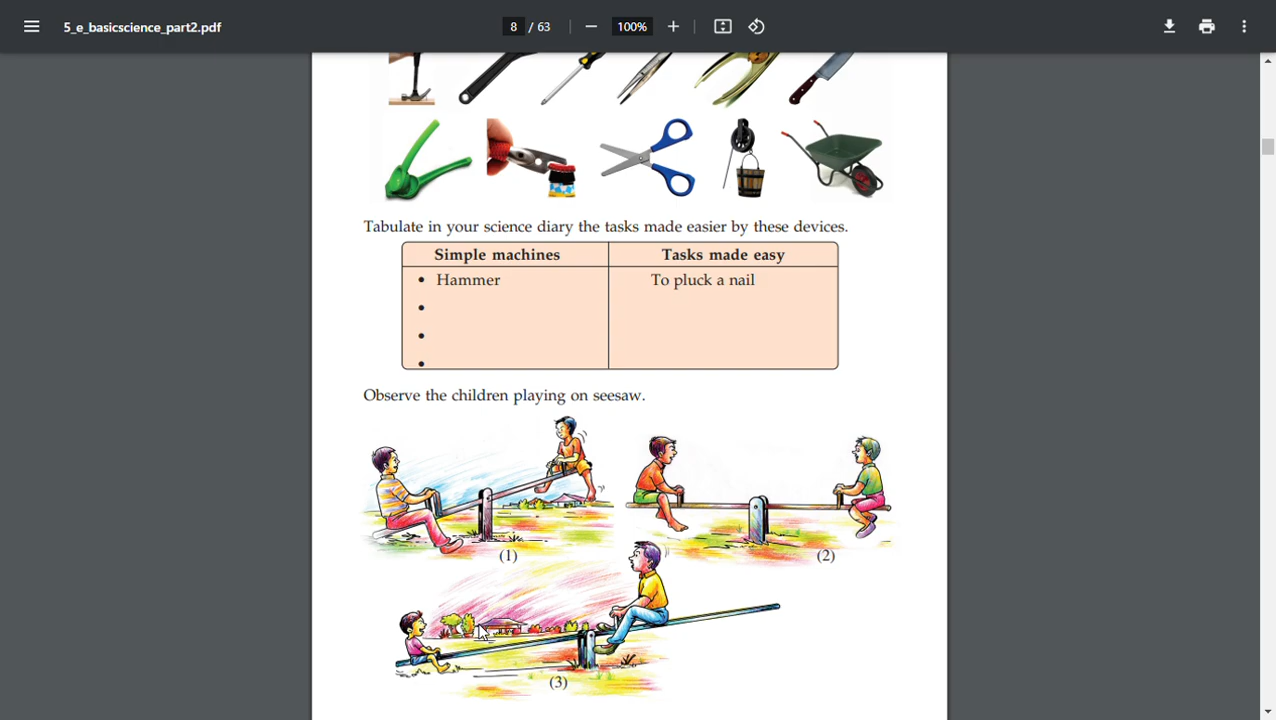 5_e_basicscience_part2.pdf
8 / 63
100%
Tabulate in your science diary the tasks made easier by these devices.
Simple machines Tasks made easy
• Hammer To pluck a nail
•
•
•
Observe the children playing on seesaw.
(1)
(2)
(3)